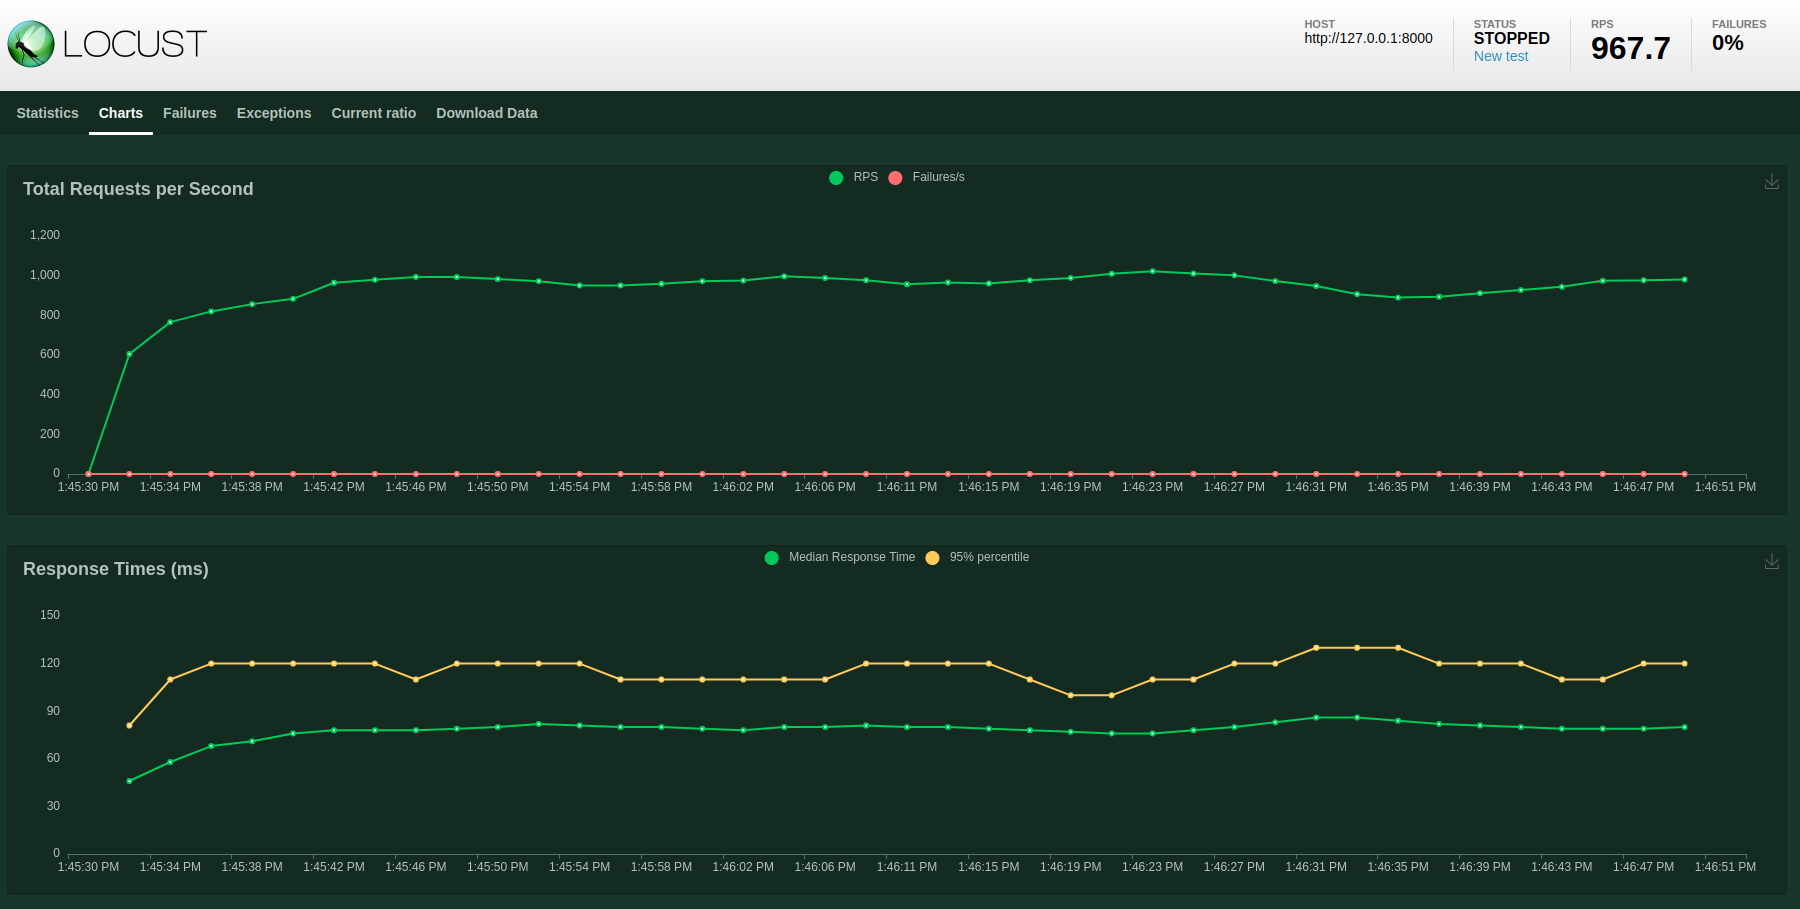 LOCUST
HOST
http://127.0.0.1:8000
STATUS
STOPPED
New test
RPS
967.7
FAILURES
0%
Statistics Charts Failures Exceptions Current ratio Download Data
Total Requests per Second
RPS Failures/s
1,200
1,000
800
600
400
200
0
1:45:30 PM 1:45:34 PM 1:45:38 PM 1:45:42 PM 1:45:46 PM 1:45:50 PM 1:45:54 PM 1:45:58 PM 1:46:02 PM 1:46:06 PM 1:46:11 PM 1:46:15 PM 1:46:19 PM 1:46:23 PM 1:46:27 PM 1:46:31 PM 1:46:35 PM 1:46:39 PM 1:46:43 PM 1:46:47 PM 1:46:51 PM
Response Times (ms)
Median Response Time 95% percentile
150
120
90
60
30
0
1:45:30 PM 1:45:34 PM 1:45:38 PM 1:45:42 PM 1:45:46 PM 1:45:50 PM 1:45:54 PM 1:45:58 PM 1:46:02 PM 1:46:06 PM 1:46:11 PM 1:46:15 PM 1:46:19 PM 1:46:23 PM 1:46:27 PM 1:46:31 PM 1:46:35 PM 1:46:39 PM 1:46:43 PM 1:46:47 PM 1:46:51 PM